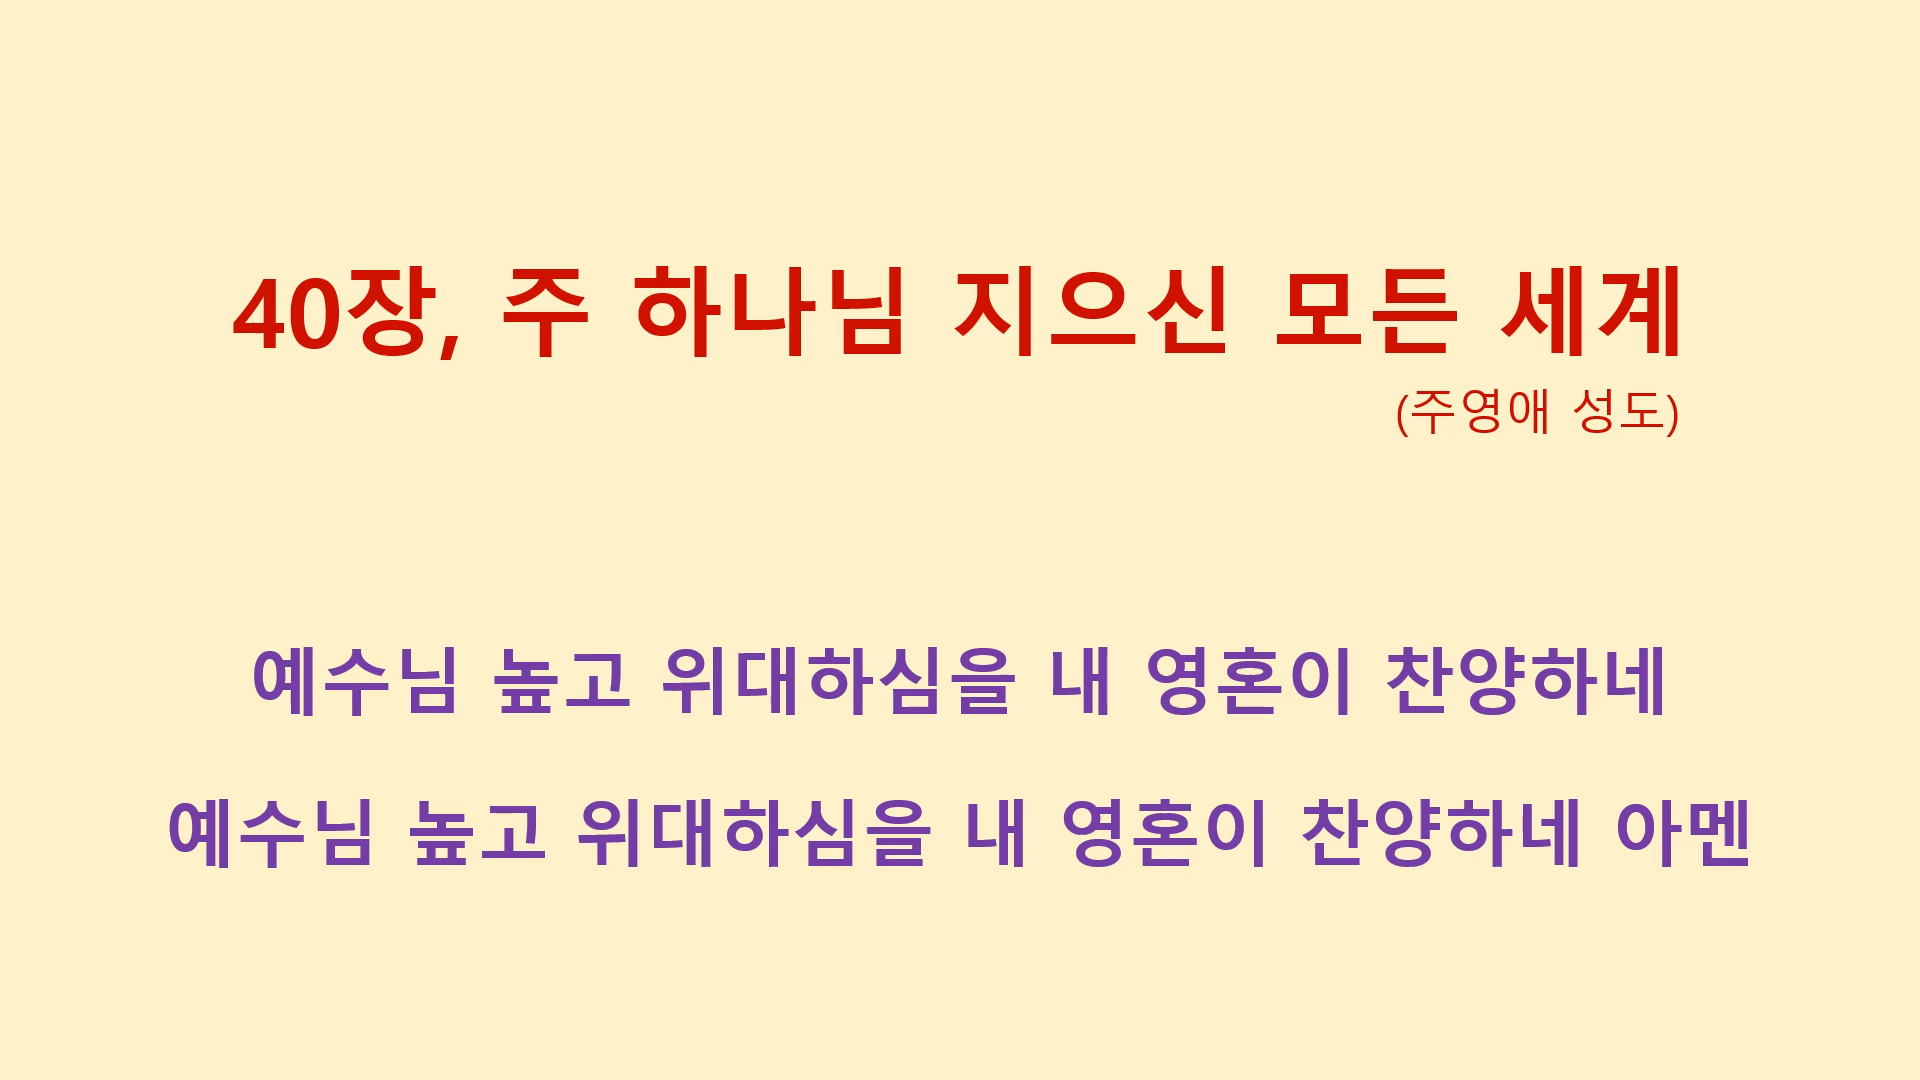 40장, 주 하나님 지으신 모든 세계
(주영애 성도)
예수님 높고 위대하심을 내 영혼이 찬양하네
예수님 높고 위대하심을 내 영혼이 찬양하네 아멘